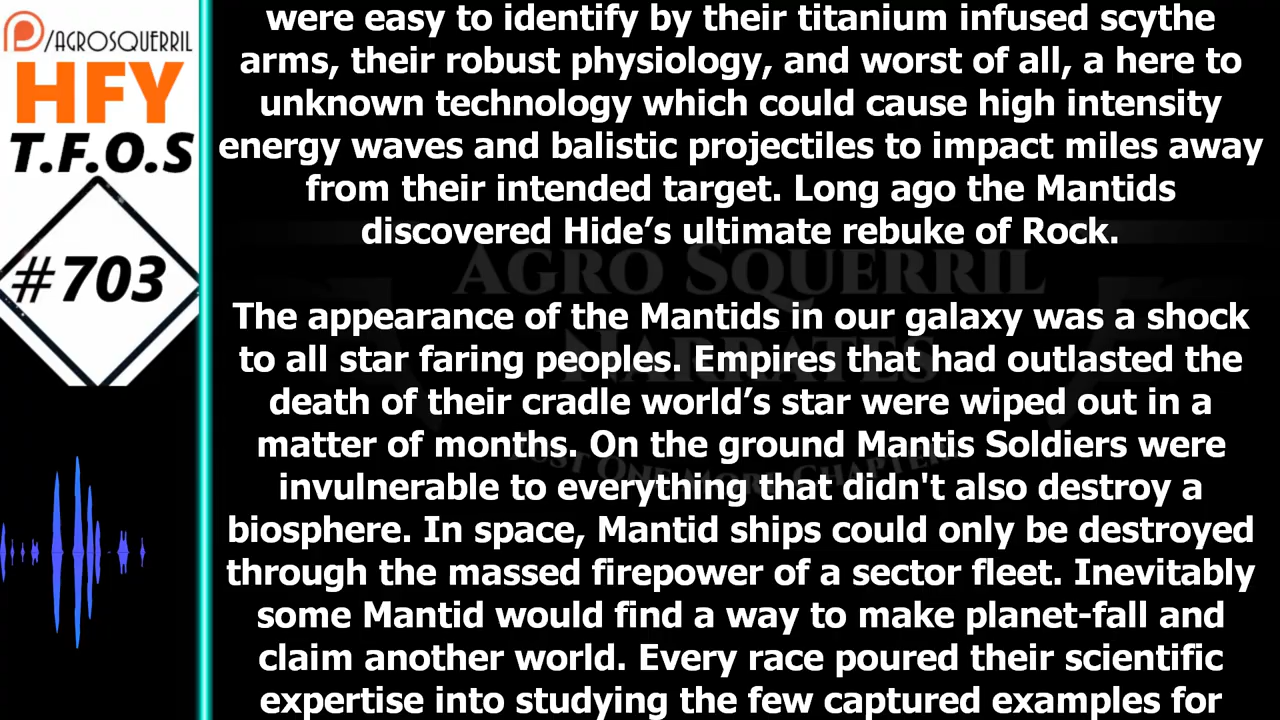 /AGROSQUERRIL
HFY
T.F.O.S
#703
were easy to identify by their titanium infused scythe
arms, their robust physiology, and worst of all, a here to
unknown technology which could cause high intensity
energy waves and balistic projectiles to impact miles away
from their intended target. Long ago the Mantids
discovered Hide’s ultimate rebuke of Rock.
The appearance of the Mantids in our galaxy was a shock
to all star faring peoples. Empires that had outlasted the
death of their cradle world’s star were wiped out in a
matter of months. On the ground Mantis Soldiers were
invulnerable to everything that didn't also destroy a
biosphere. In space, Mantid ships could only be destroyed
through the massed firepower of a sector fleet. Inevitably
some Mantid would find a way to make planet-fall and
claim another world. Every race poured their scientific
expertise into studying the few captured examples for
AGRO SQUERRIL
NARRATES
JUST ONE MORE CHAPTER